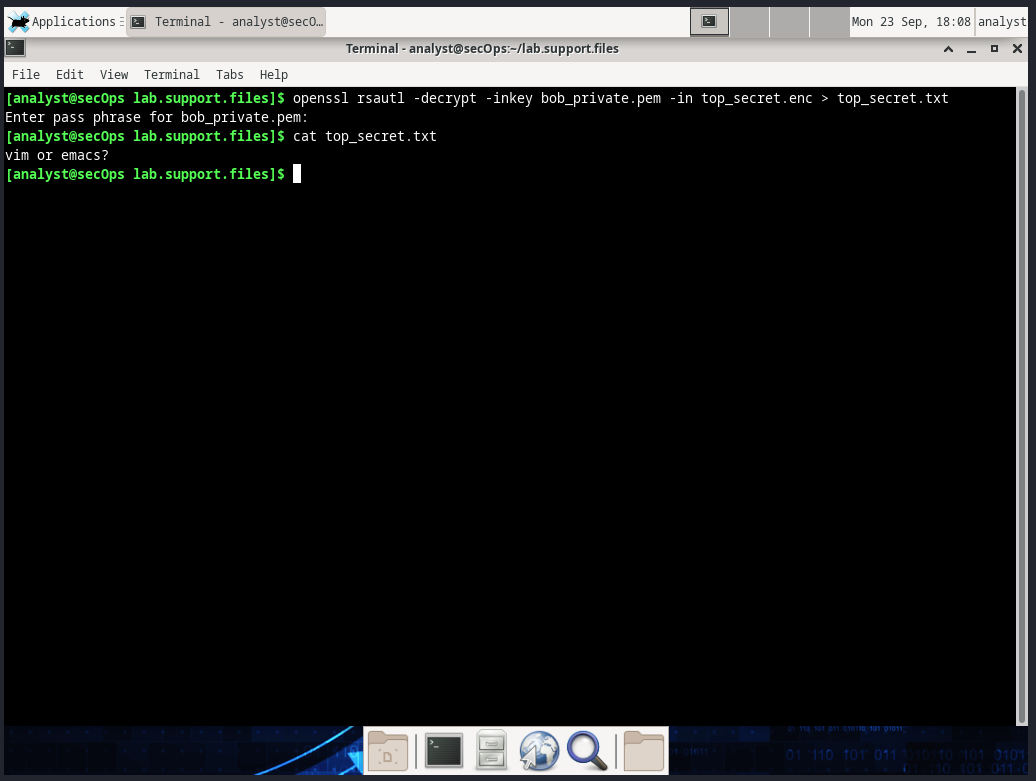 Applications
Terminal - analyst@secO...
Mon 23 Sep, 18:08
analyst
Terminal - analyst@secOps:~/lab.support.files
File Edit View Terminal Tabs Help
[analyst@secOps lab.support.files]$ openssl rsautl -decrypt -inkey bob_private.pem -in top_secret.enc > top_secret.txt
Enter pass phrase for bob_private.pem:
[analyst@secOps lab.support.files]$ cat top_secret.txt
vim or emacs?
[analyst@secOps lab.support.files]$